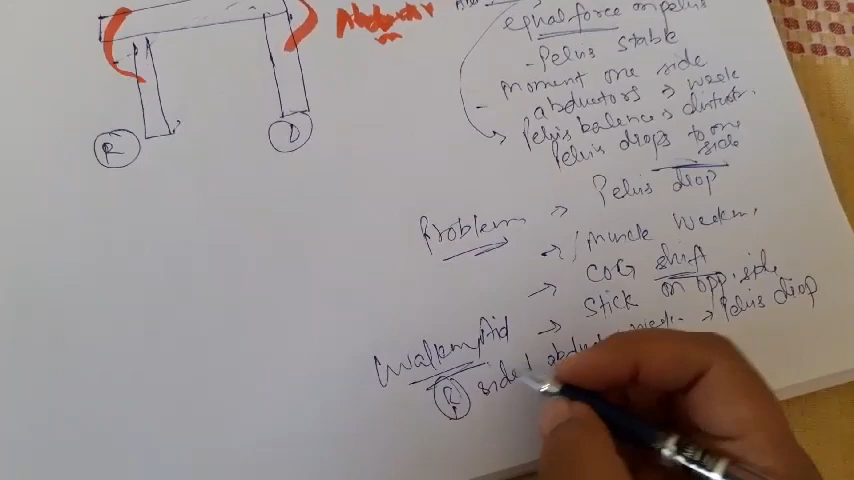 Abductor
equal force on pelvis
- Pelvis stable
- moment one side
abductors → weak
Pelvis balance disturb.
Pelvis drops to one
side
Problem → Pelvis drop
→ muscle weaken.
→ COG shift
Walking Aid → Stick on opp. side
(R) side weak → Pelvis drop
R
D